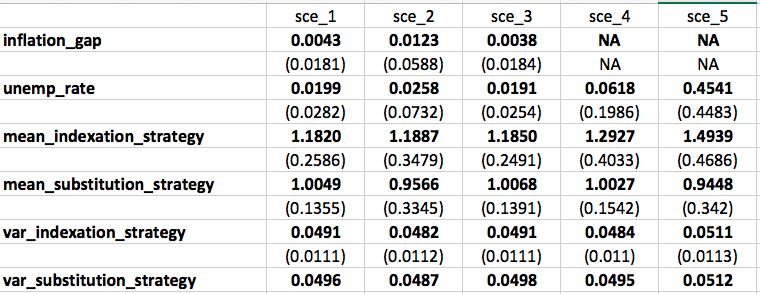 sce_1 sce_2 sce_3 sce_4 sce_5
inflation_gap 0.0043 0.0123 0.0038 NA NA
(0.0181) (0.0588) (0.0184) NA NA
unemp_rate 0.0199 0.0258 0.0191 0.0618 0.4541
(0.0282) (0.0732) (0.0254) (0.1986) (0.4483)
mean_indexation_strategy 1.1820 1.1887 1.1850 1.2927 1.4939
(0.2586) (0.3479) (0.2491) (0.4033) (0.4686)
mean_substitution_strategy 1.0049 0.9566 1.0068 1.0027 0.9448
(0.1355) (0.3345) (0.1391) (0.1542) (0.342)
var_indexation_strategy 0.0491 0.0482 0.0491 0.0484 0.0511
(0.0111) (0.0112) (0.0111) (0.011) (0.0113)
var_substitution_strategy 0.0496 0.0487 0.0498 0.0495 0.0512